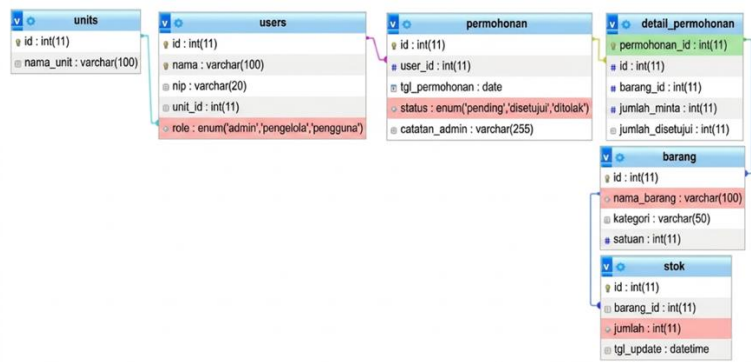 units
id : int(11)
nama_unit : varchar(100)
users
id : int(11)
nama : varchar(100)
nip : varchar(20)
unit_id : int(11)
role : enum('admin','pengelola','pengguna')
permohonan
id : int(11)
user_id : int(11)
tgl_permohonan : date
status : enum('pending','disetujui','ditolak')
catatan_admin : varchar(255)
detail_permohonan
permohonan_id : int(11)
id : int(11)
barang_id : int(11)
jumlah_minta : int(11)
jumlah_disetujui : int(11)
barang
id : int(11)
nama_barang : varchar(100)
kategori : varchar(50)
satuan : int(11)
stok
id : int(11)
barang_id : int(11)
jumlah : int(11)
tgl_update : datetime